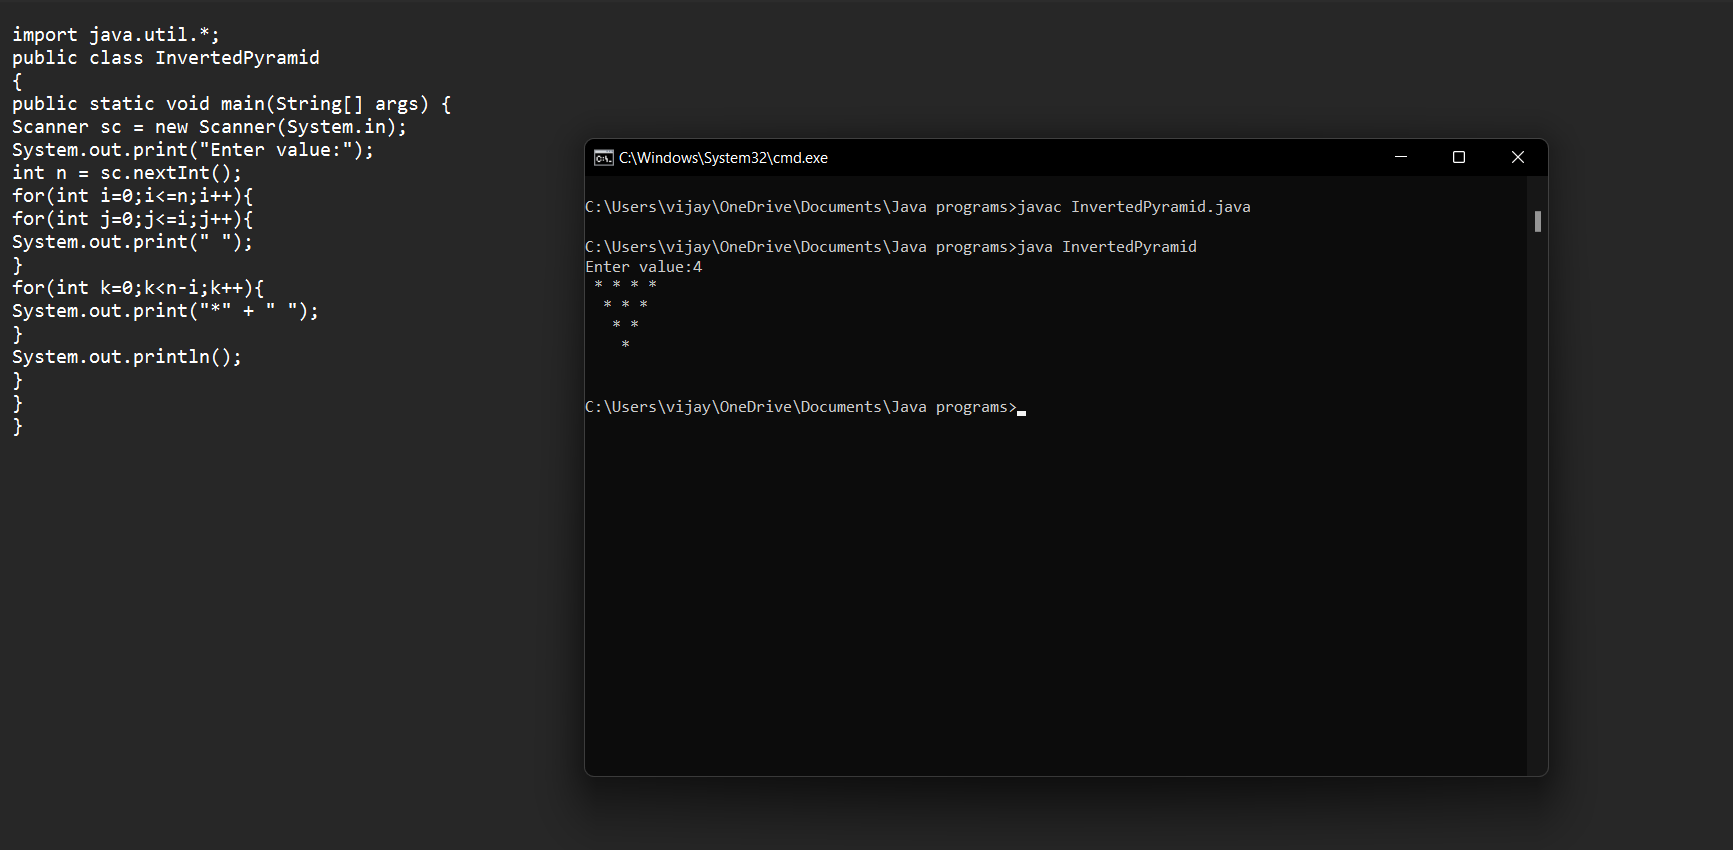 import java.util.*;
public class InvertedPyramid
{
public static void main(String[] args) {
Scanner sc = new Scanner(System.in);
System.out.print("Enter value:");
int n = sc.nextInt();
for(int i=0;i<=n;i++){
for(int j=0;j<=i;j++){
System.out.print(" ");
}
for(int k=0;k<n-i;k++){
System.out.print("*" + " ");
}
System.out.println();
}
}
}
C:\Windows\System32\cmd.exe
C:\Users\vijay\OneDrive\Documents\Java programs>javac InvertedPyramid.java
C:\Users\vijay\OneDrive\Documents\Java programs>java InvertedPyramid
Enter value:4
 * * * *
  * * *
   * *
    *
C:\Users\vijay\OneDrive\Documents\Java programs>